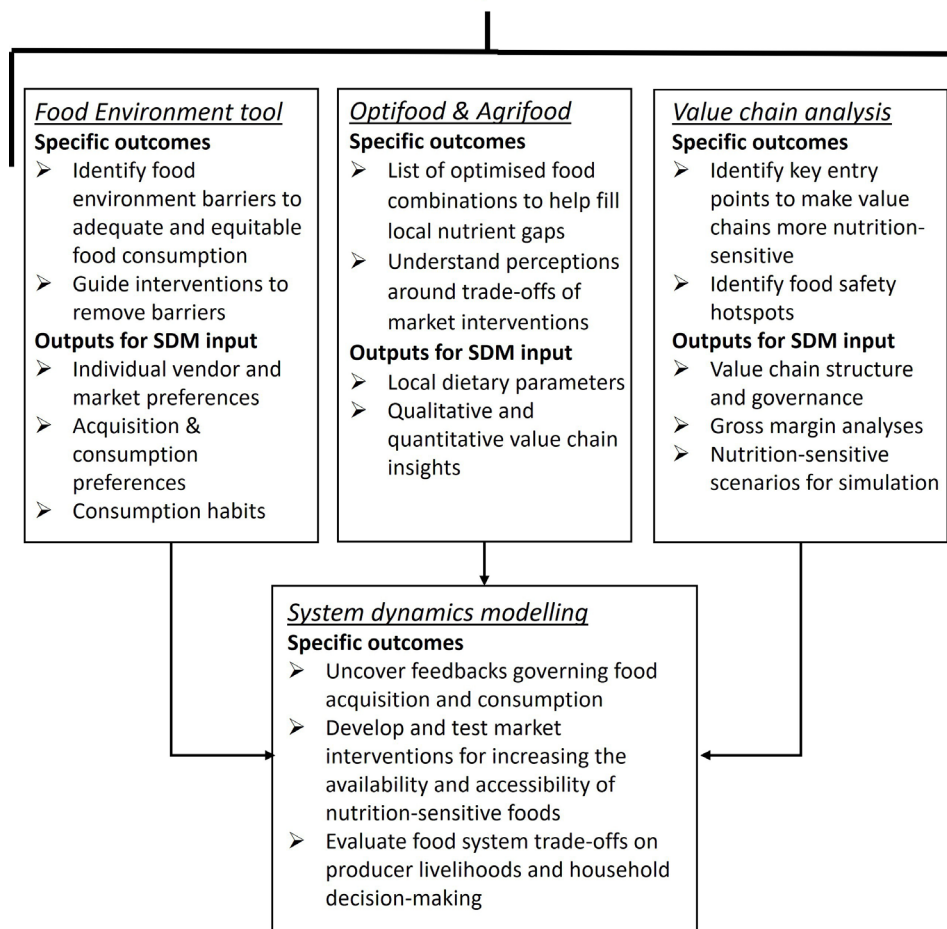 Food Environment tool
Specific outcomes
➢ Identify food
environment barriers to
adequate and equitable
food consumption
➢ Guide interventions to
remove barriers
Outputs for SDM input
➢ Individual vendor and
market preferences
➢ Acquisition &
consumption
preferences
➢ Consumption habits
Optifood & Agrifood
Specific outcomes
➢ List of optimised food
combinations to help fill
local nutrient gaps
➢ Understand perceptions
around trade-offs of
market interventions
Outputs for SDM input
➢ Local dietary parameters
➢ Qualitative and
quantitative value chain
insights
Value chain analysis
Specific outcomes
➢ Identify key entry
points to make value
chains more nutrition-
sensitive
➢ Identify food safety
hotspots
Outputs for SDM input
➢ Value chain structure
and governance
➢ Gross margin analyses
➢ Nutrition-sensitive
scenarios for simulation
System dynamics modelling
Specific outcomes
➢ Uncover feedbacks governing food
acquisition and consumption
➢ Develop and test market
interventions for increasing the
availability and accessibility of
nutrition-sensitive foods
➢ Evaluate food system trade-offs on
producer livelihoods and household
decision-making